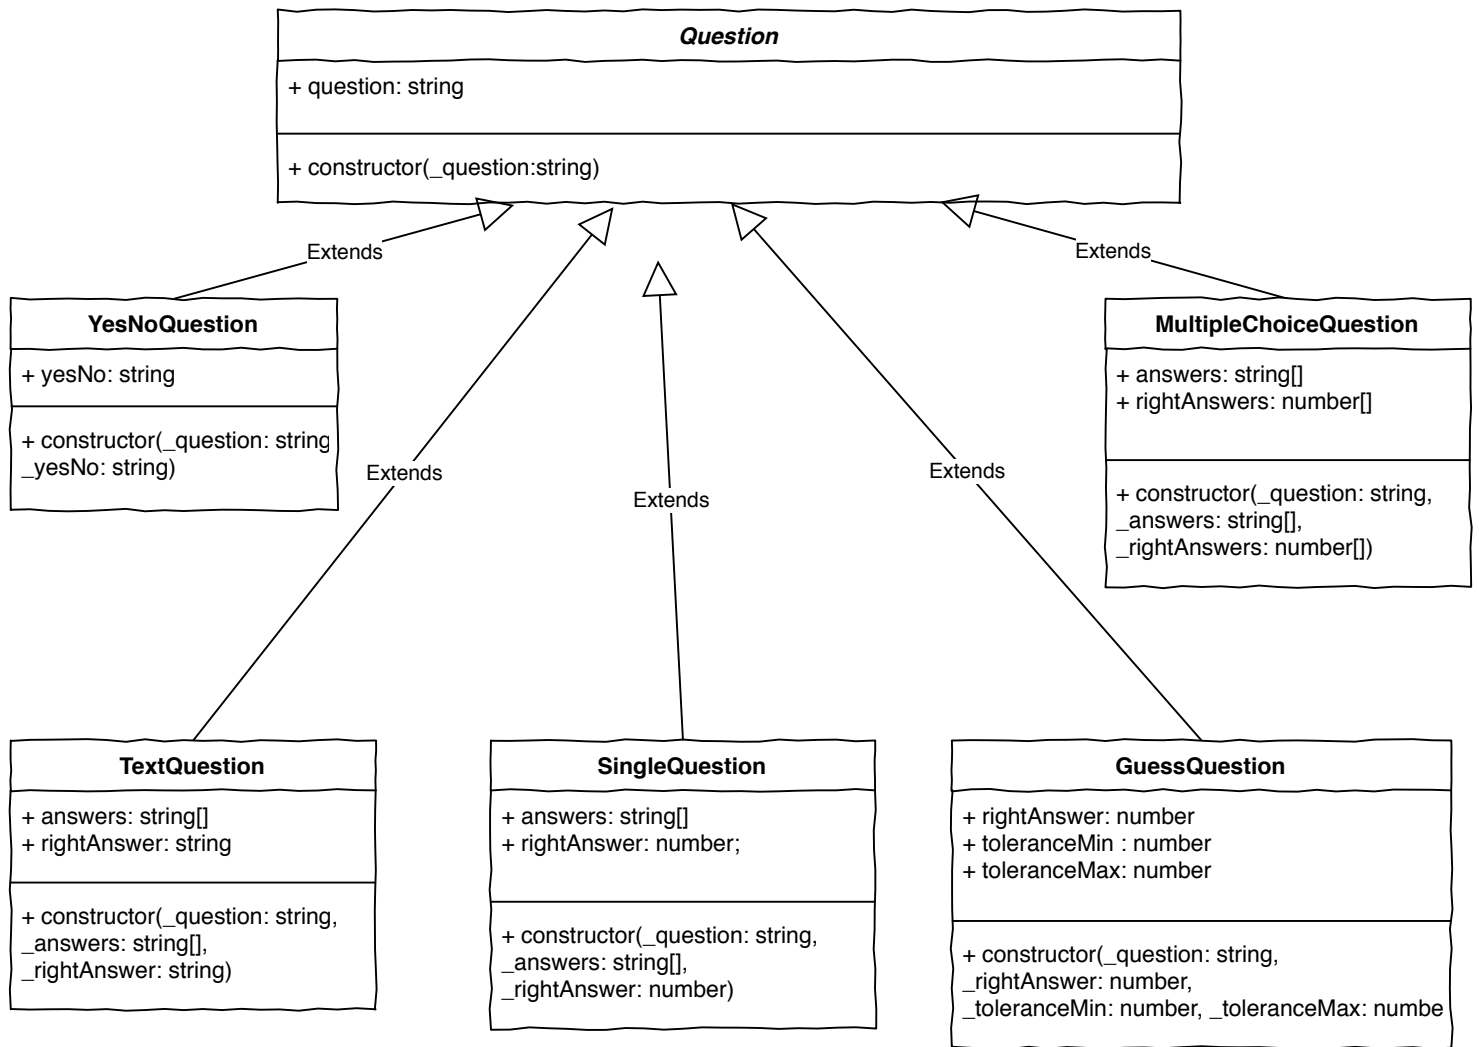 Question
+ question: string
+ constructor(_question:string)
Extends
Extends
YesNoQuestion
+ yesNo: string
+ constructor(_question: string
_yesNo: string)
MultipleChoiceQuestion
+ answers: string[]
+ rightAnswers: number[]
+ constructor(_question: string,
_answers: string[],
_rightAnswers: number[])
Extends
Extends
Extends
TextQuestion
+ answers: string[]
+ rightAnswer: string
+ constructor(_question: string,
_answers: string[],
_rightAnswer: string)
SingleQuestion
+ answers: string[]
+ rightAnswer: number;
+ constructor(_question: string,
_answers: string[],
_rightAnswer: number)
GuessQuestion
+ rightAnswer: number
+ toleranceMin : number
+ toleranceMax: number
+ constructor(_question: string,
_rightAnswer: number,
_toleranceMin: number, _toleranceMax: numbe